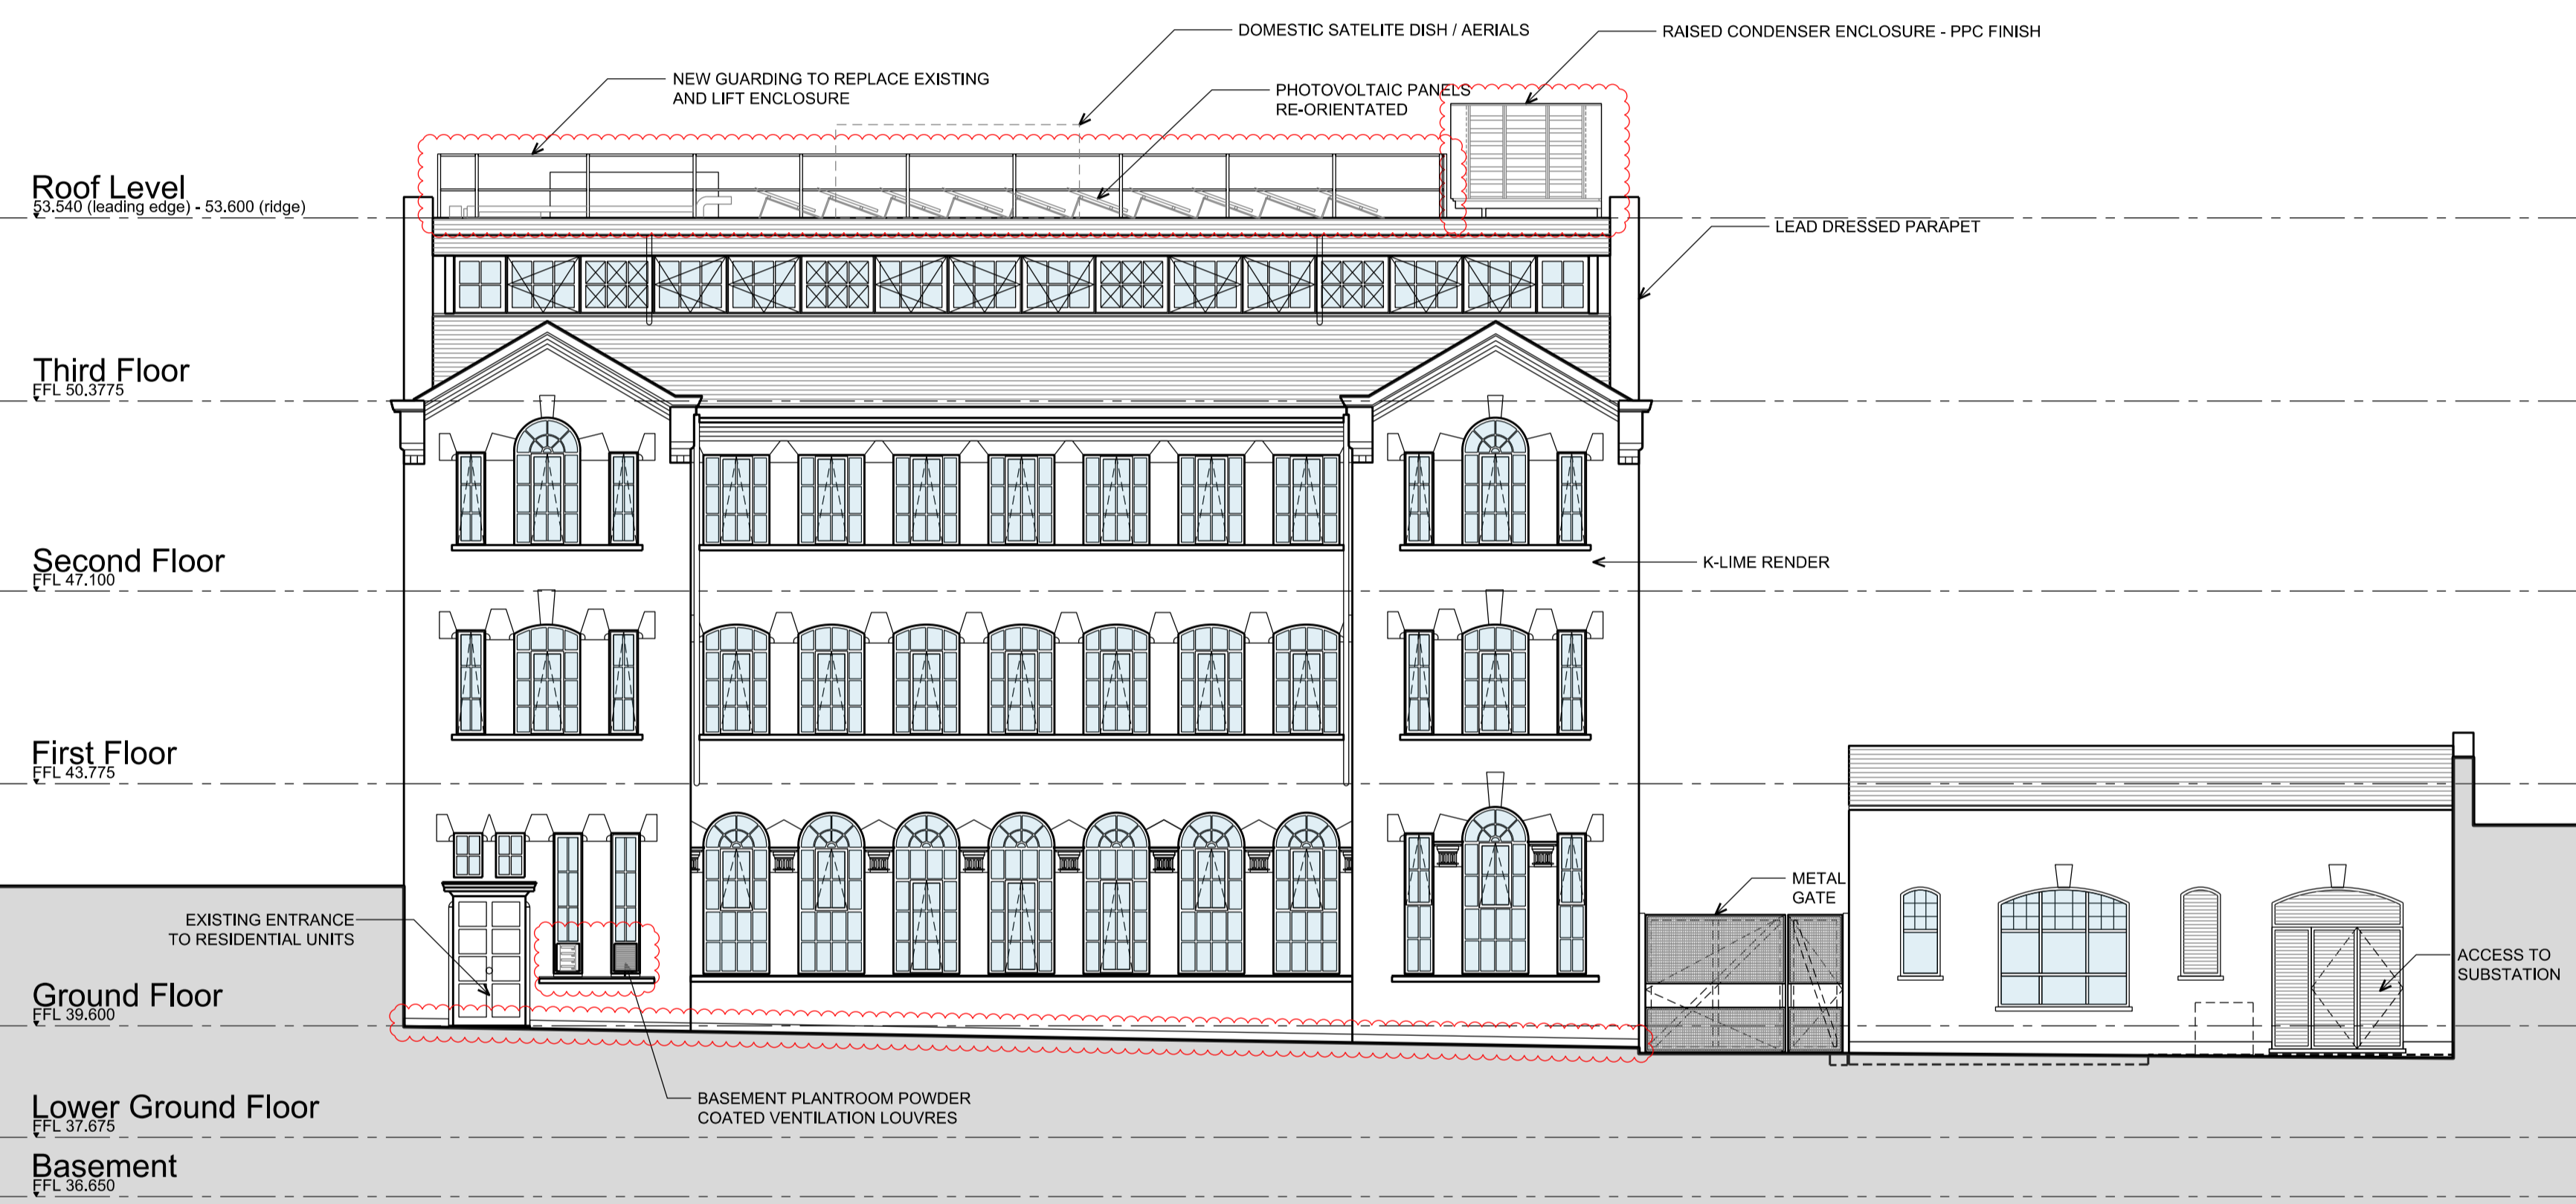 DOMESTIC SATELITE DISH / AERIALS
RAISED CONDENSER ENCLOSURE - PPC FINISH
NEW GUARDING TO REPLACE EXISTING
AND LIFT ENCLOSURE
PHOTOVOLTAIC PANELS
RE-ORIENTATED
Roof Level
53.540 (leading edge) - 53.600 (ridge)
LEAD DRESSED PARAPET
Third Floor
FFL 50.3775
Second Floor
FFL 47.100
K-LIME RENDER
First Floor
FFL 43.775
METAL
GATE
EXISTING ENTRANCE
TO RESIDENTIAL UNITS
ACCESS TO
SUBSTATION
Ground Floor
FFL 39.600
BASEMENT PLANTROOM POWDER
COATED VENTILATION LOUVRES
Lower Ground Floor
FFL 37.675
Basement
FFL 36.650